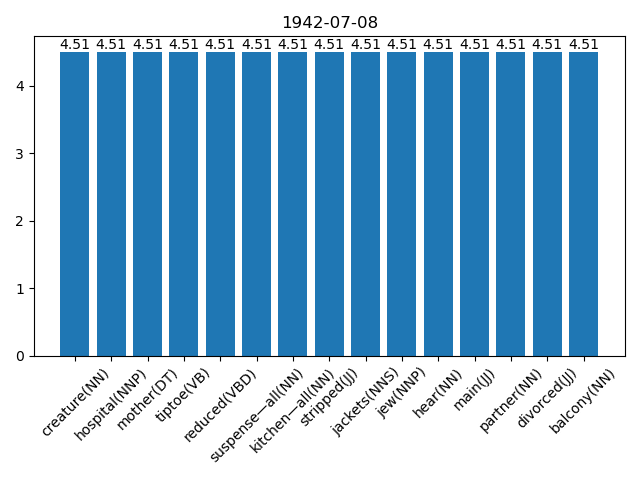 1942-07-08
4.51 4.51 4.51 4.51 4.51 4.51 4.51 4.51 4.51 4.51 4.51 4.51 4.51 4.51 4.51
4
3
2
1
0
creature(NN)
hospital(NNP)
mother(DT)
tiptoe(VB)
reduced(VBD)
suspense—all(NN)
kitchen—all(NN)
stripped(JJ)
jackets(NNS)
jew(NNP)
hear(NN)
main(JJ)
partner(NN)
divorced(JJ)
balcony(NN)